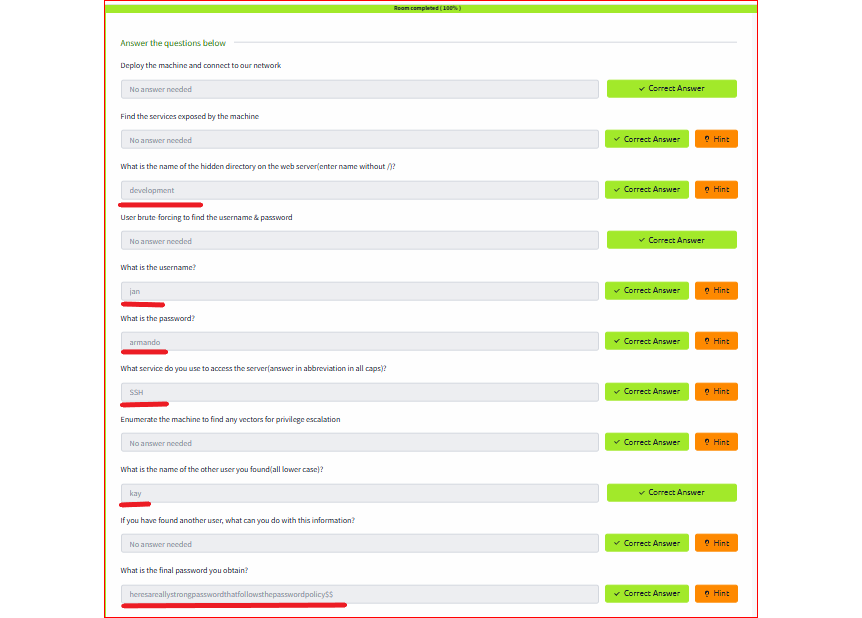 Room completed ( 100% )
Answer the questions below
Deploy the machine and connect to our network
No answer needed
Correct Answer
Find the services exposed by the machine
No answer needed
Correct Answer
Hint
What is the name of the hidden directory on the web server(enter name without /)?
development
Correct Answer
Hint
User brute-forcing to find the username & password
No answer needed
Correct Answer
What is the username?
jan
Correct Answer
Hint
What is the password?
armando
Correct Answer
Hint
What service do you use to access the server(answer in abbreviation in all caps)?
SSH
Correct Answer
Hint
Enumerate the machine to find any vectors for privilege escalation
No answer needed
Correct Answer
Hint
What is the name of the other user you found(all lower case)?
kay
Correct Answer
If you have found another user, what can you do with this information?
No answer needed
Correct Answer
Hint
What is the final password you obtain?
heresareallystrongpasswordthatfollowsthepasswordpolicy$$
Correct Answer
Hint